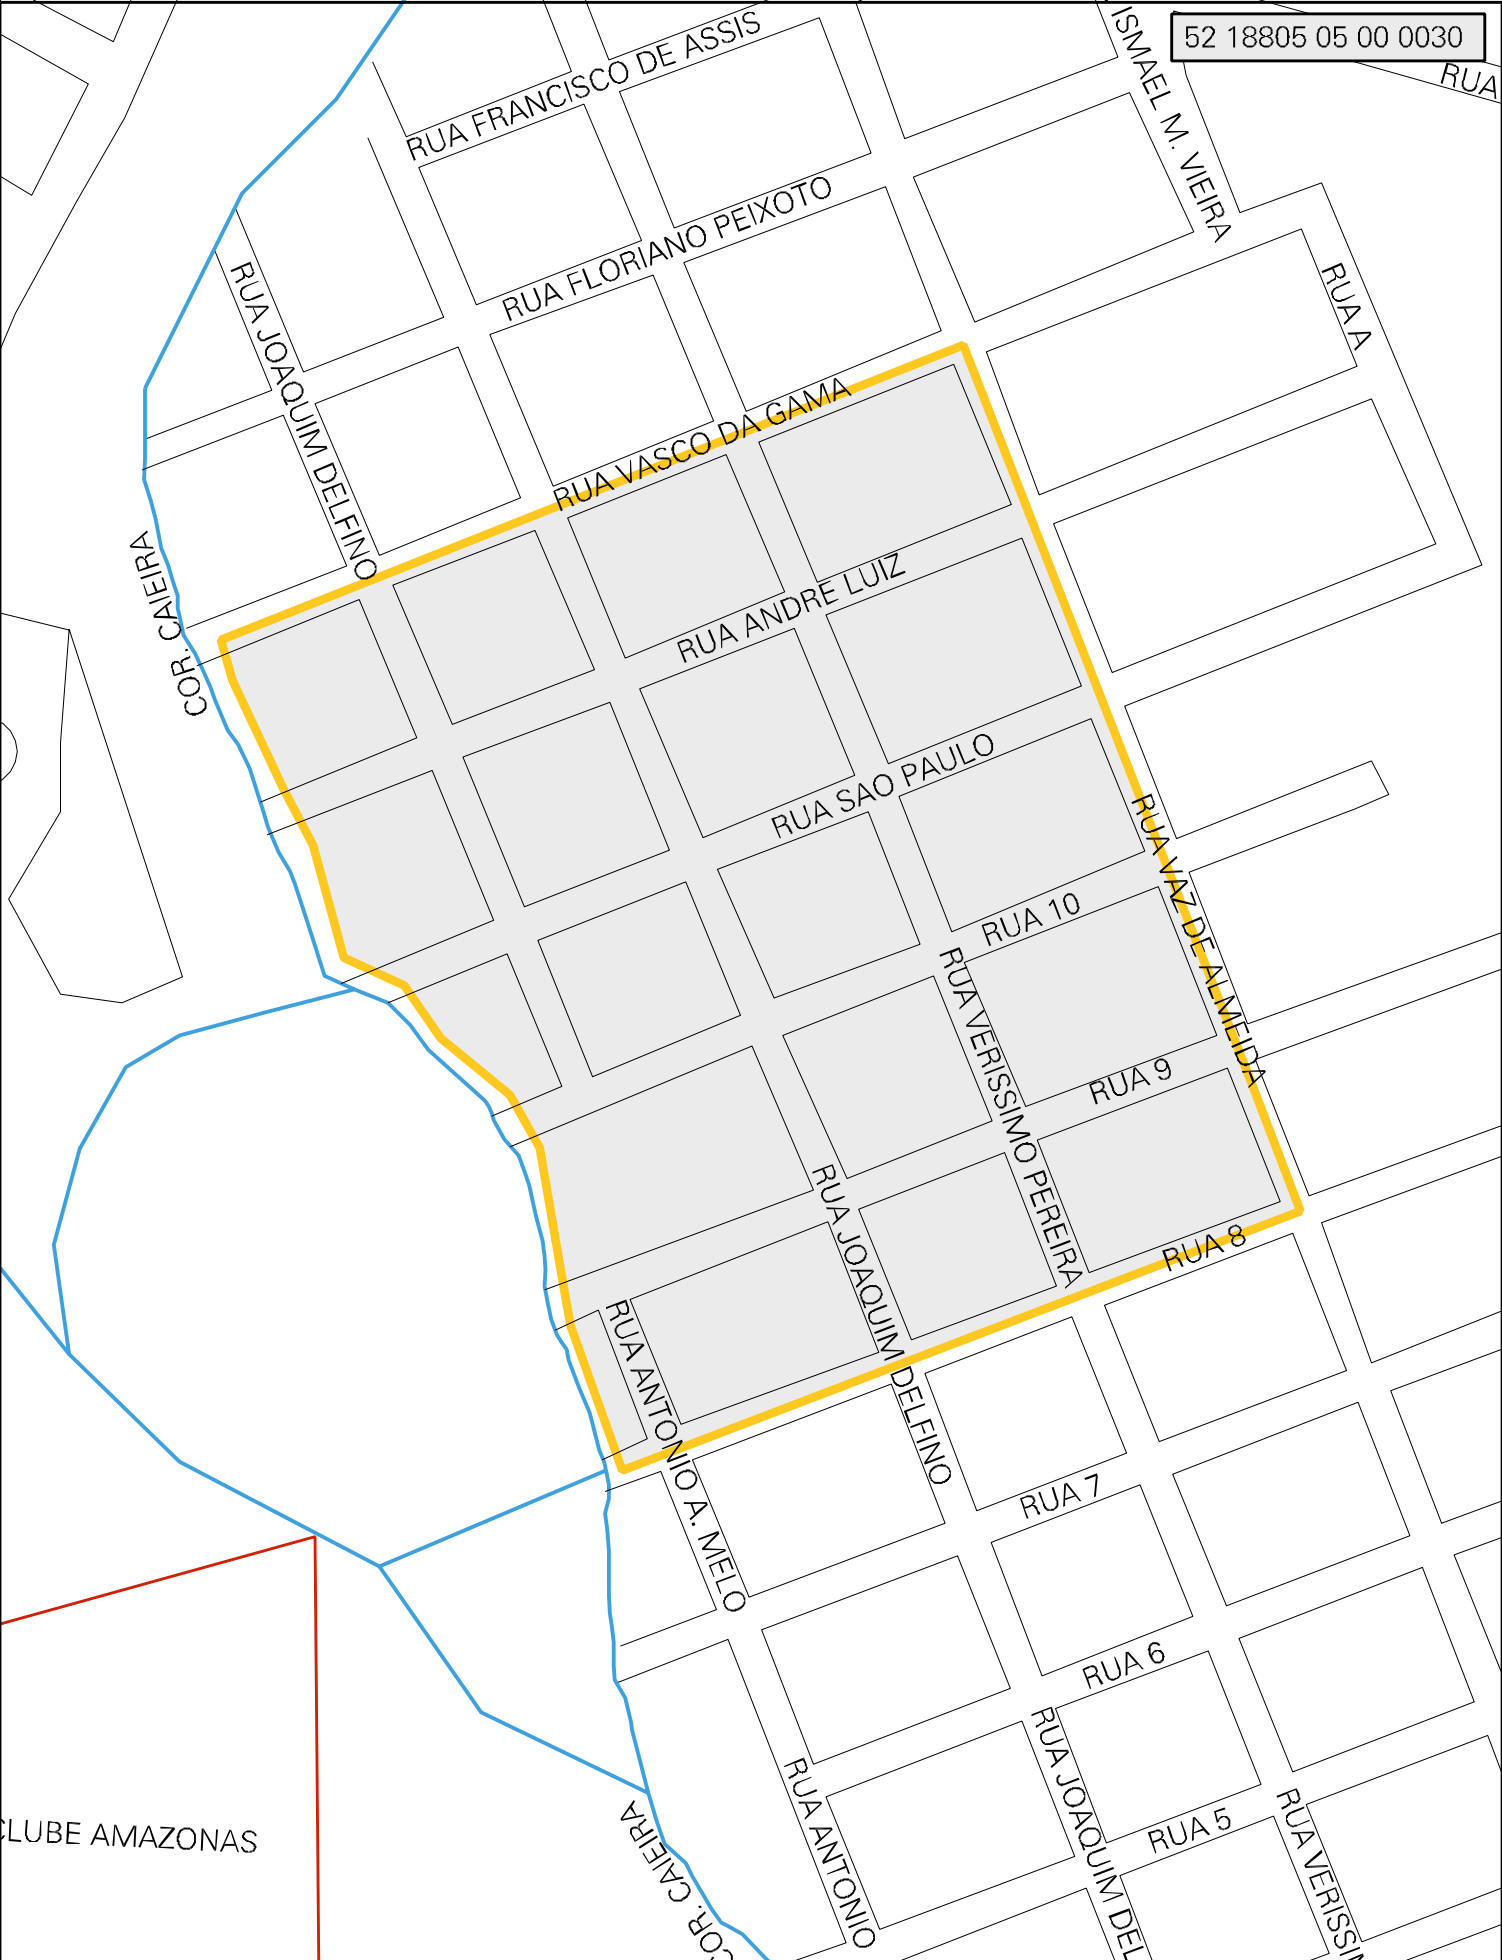 ISMAEL M. VIEIRA
52 18805 05 00 0030
RUA
RUA FRANCISCO DE ASSIS
RUA FLORIANO PEIXOTO
RUA JOAQUIM DELFINO
RUA A
RUA VASCO DA GAMA
COR. CAIEIRA
RUA ANDRE LUIZ
RUA SAO PAULO
RUA VAZ DE ALMEIDA
RUA 10
RUA VERISSIMO PEREIRA
RUA 9
RUA JOAQUIM DELFINO
RUA 8
RUA ANTONIO A. MELO
RUA 7
RUA 6
RUA JOAQUIM DEL
RUA ANTONIO
RUA 5
RUA VERISSIM
CLUBE AMAZONAS
COR. CAIEIRA